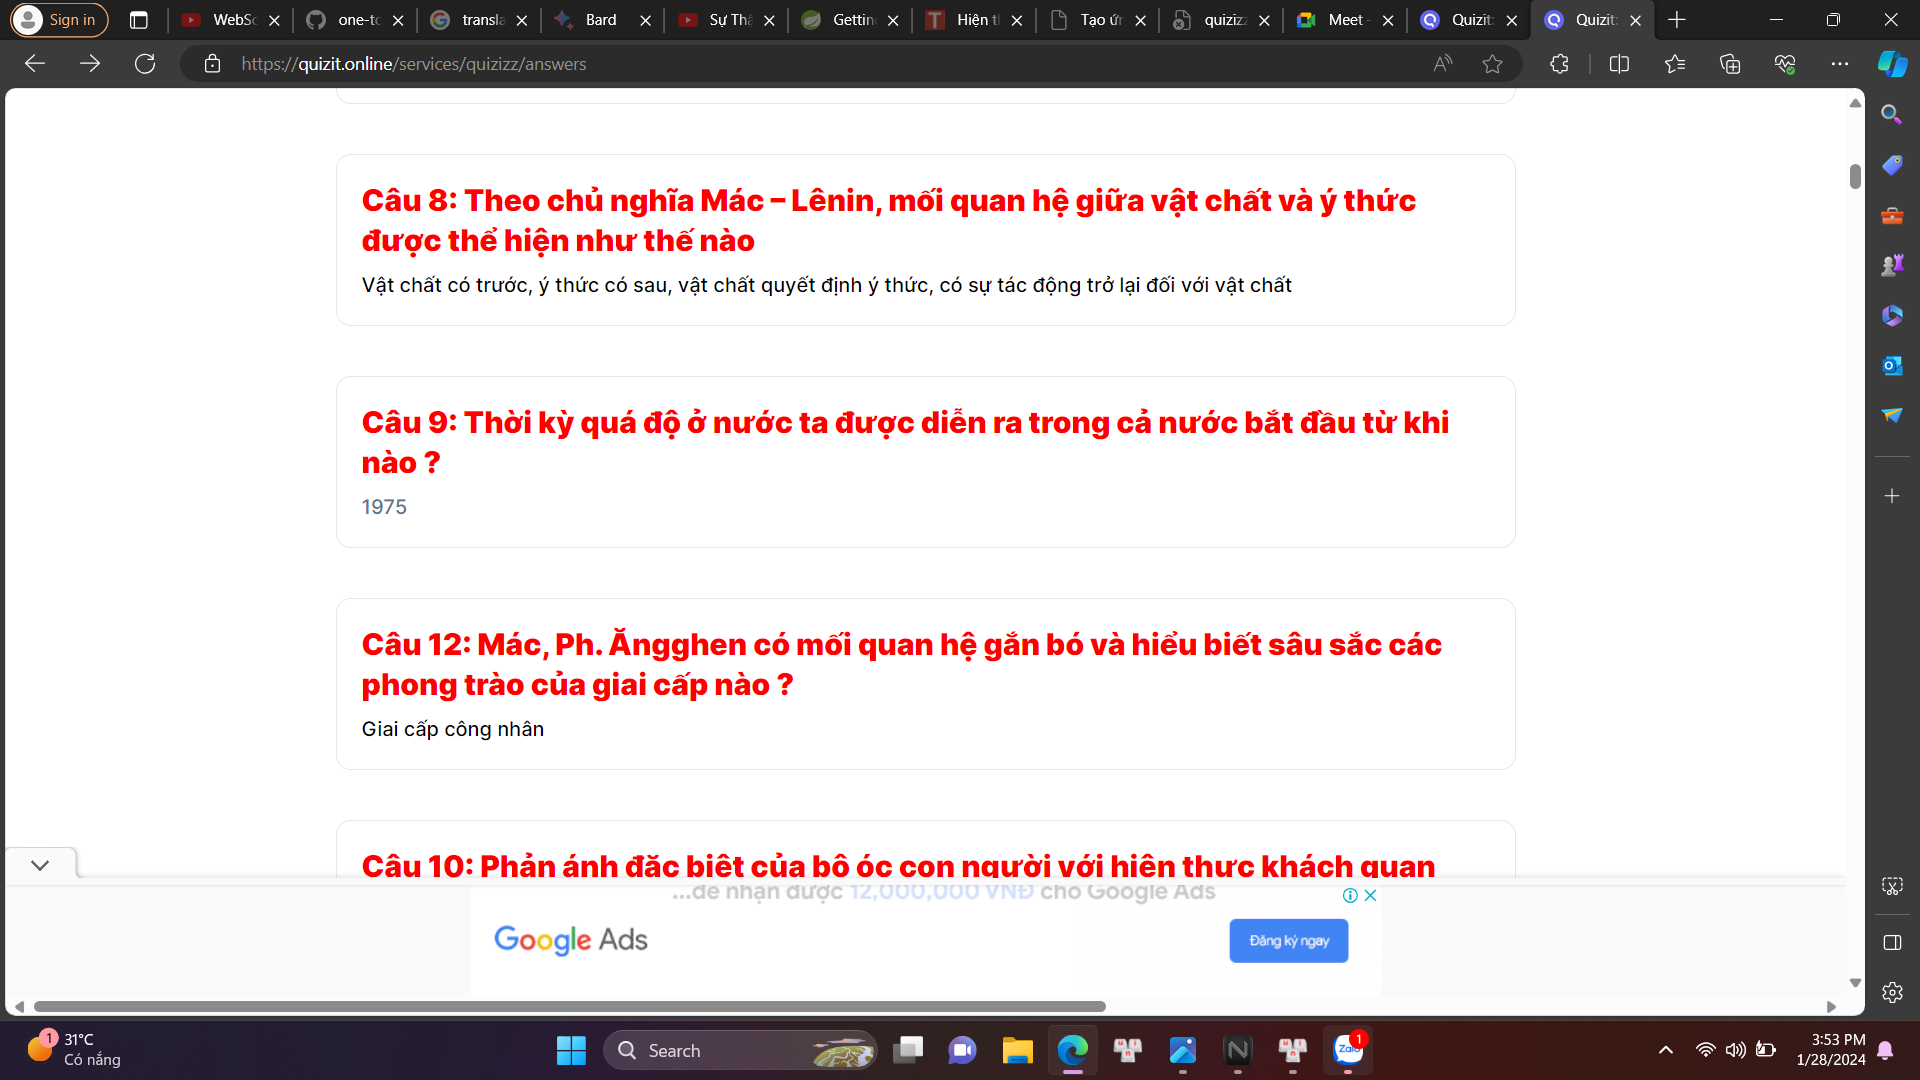 Sign in
WebSc
one-to
transla
Bard
Sự Thậ
Gettin
Hiện t
Tạo ứn
quizizz
Meet -
Quizit:
Quizit:
https://quizit.online/services/quizizz/answers
Câu 8: Theo chủ nghĩa Mác – Lênin, mối quan hệ giữa vật chất và ý thức
được thể hiện như thế nào
Vật chất có trước, ý thức có sau, vật chất quyết định ý thức, có sự tác động trở lại đối với vật chất
Câu 9: Thời kỳ quá độ ở nước ta được diễn ra trong cả nước bắt đầu từ khi
nào ?
1975
Câu 12: Mác, Ph. Ăngghen có mối quan hệ gắn bó và hiểu biết sâu sắc các
phong trào của giai cấp nào ?
Giai cấp công nhân
Câu 10: Phản ánh đặc biệt của bộ óc con người với hiện thực khách quan
...để nhận được 12,000,000 VNĐ cho Google Ads
Google Ads
Đăng ký ngay
1
31°C
Có nắng
Search
Zalo
1
3:53 PM
1/28/2024